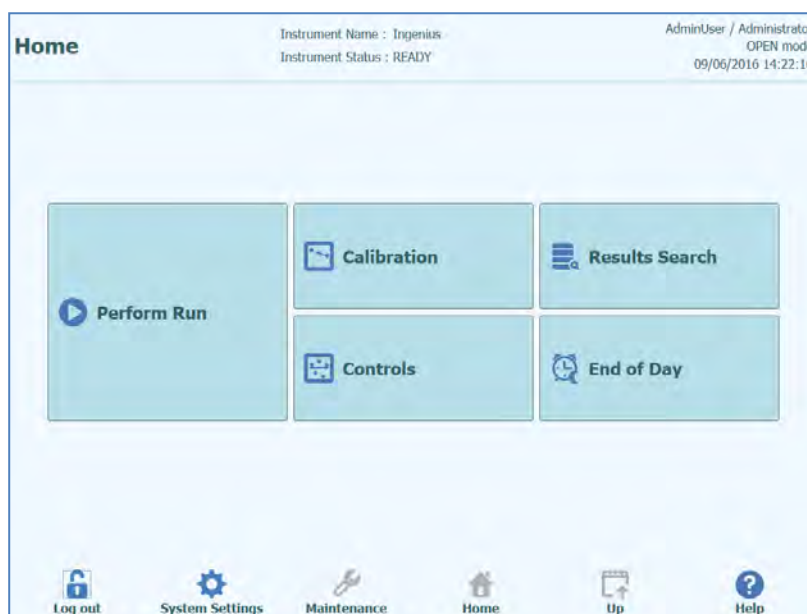 Home
Instrument Name : Ingenius
Instrument Status : READY
AdminUser / Administrato
OPEN mod
09/06/2016 14:22:1
Perform Run
Calibration
Results Search
Controls
End of Day
Log out
System Settings
Maintenance
Home
Up
Help